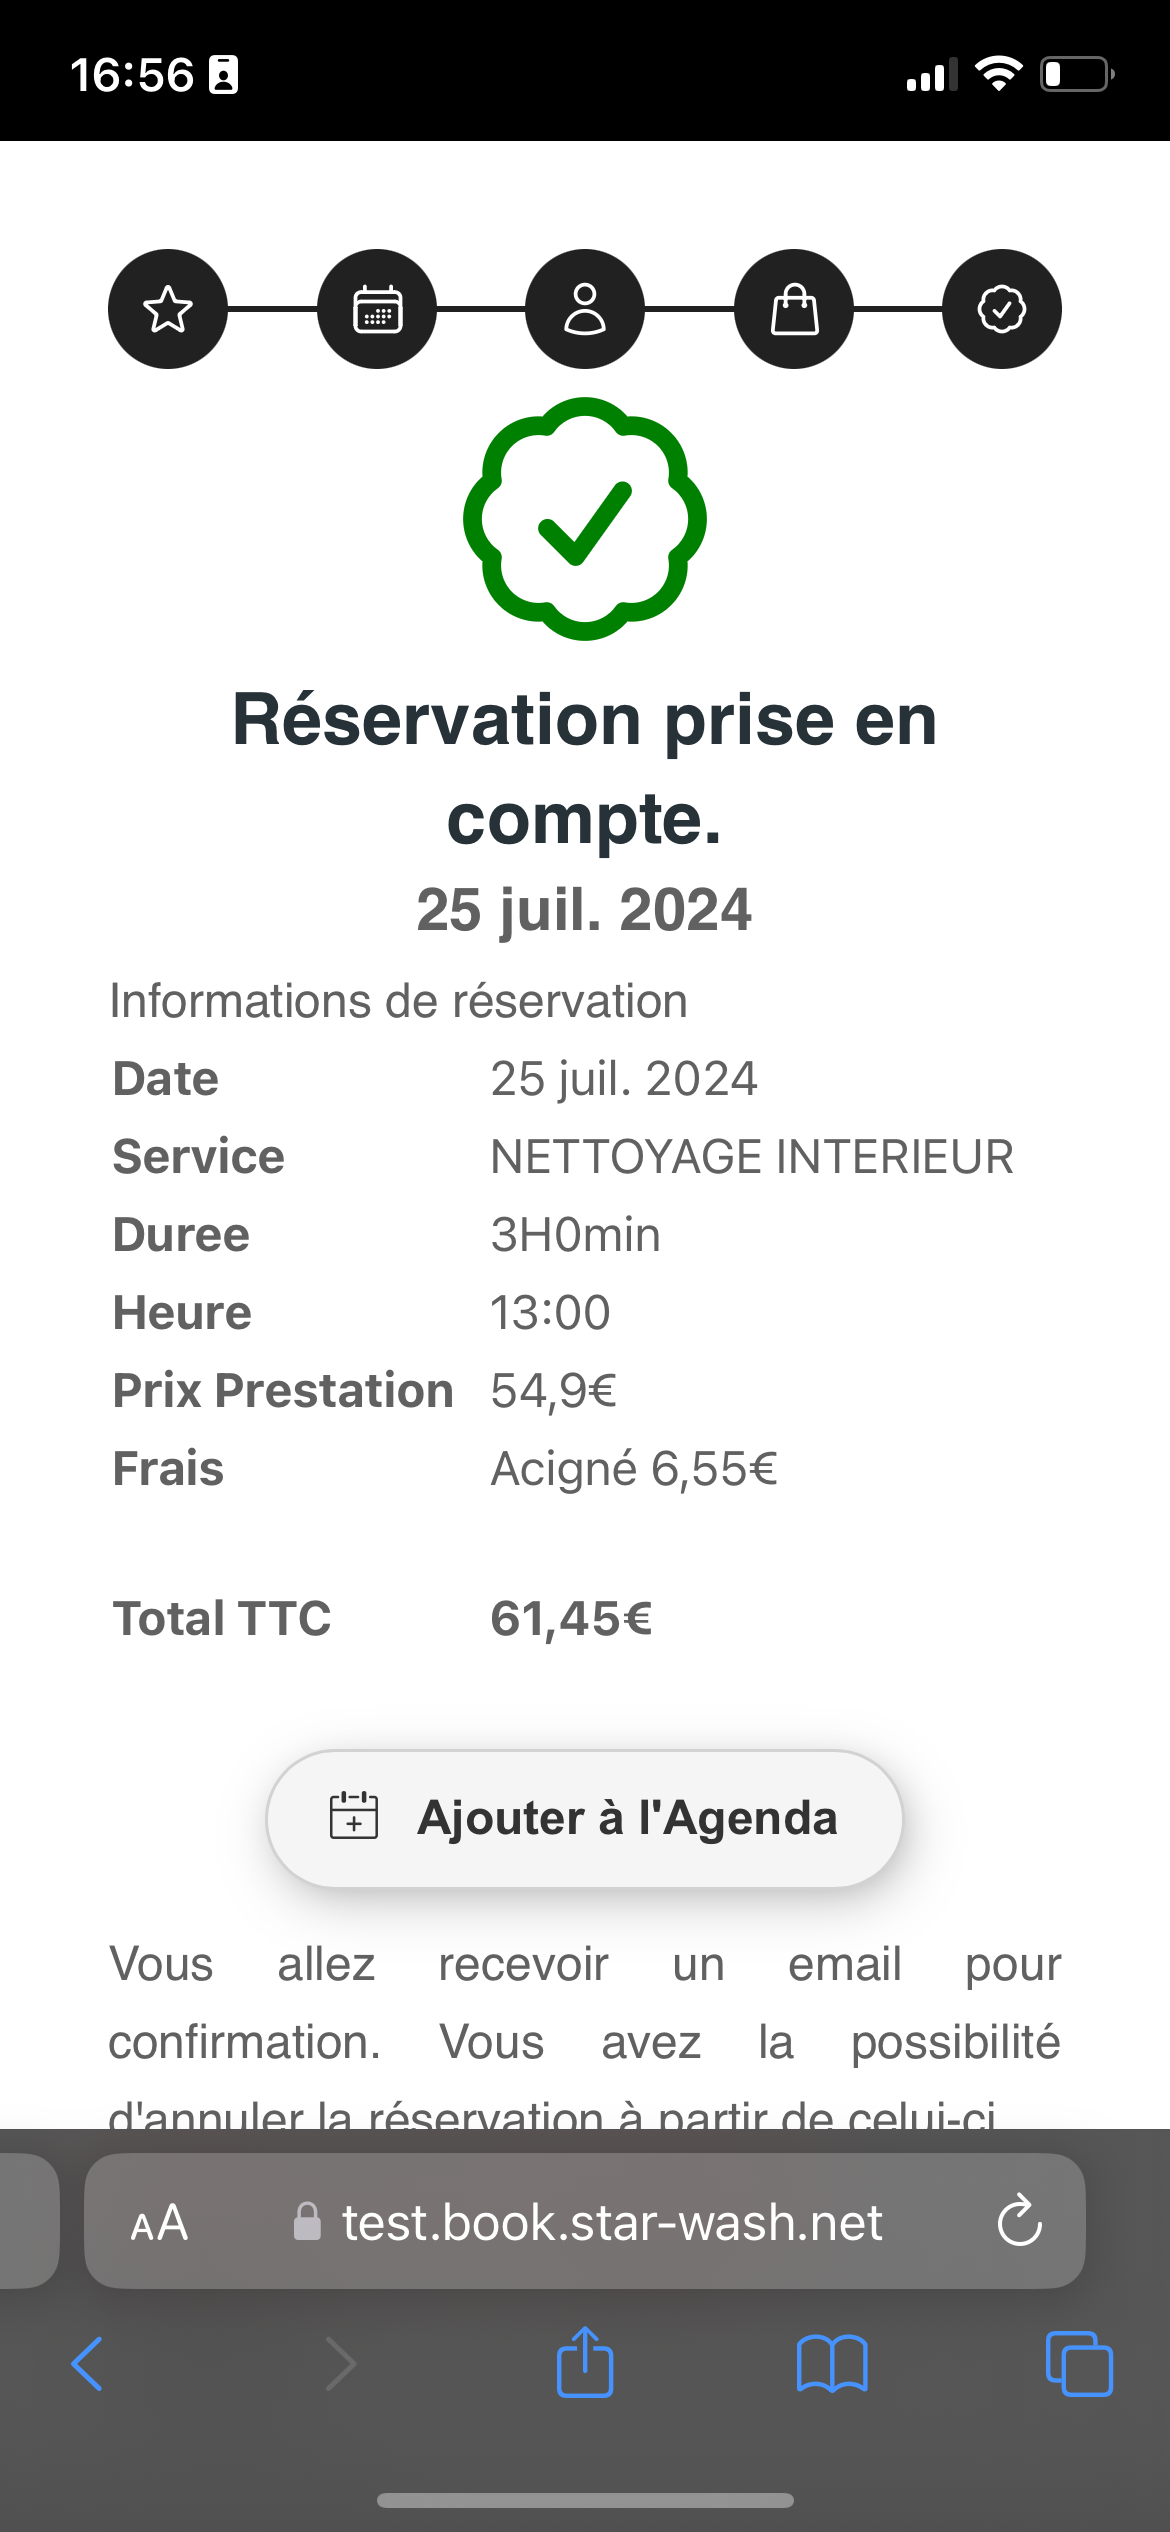 16:56
Réservation prise en
compte.
25 juil. 2024
Informations de réservation
Date 25 juil. 2024
Service NETTOYAGE INTERIEUR
Duree 3H0min
Heure 13:00
Prix Prestation 54,9€
Frais Acigné 6,55€
Total TTC 61,45€
Ajouter à l'Agenda
Vous allez recevoir un email pour
confirmation. Vous avez la possibilité
d'annuler la réservation à partir de celui-ci
AA test.book.star-wash.net